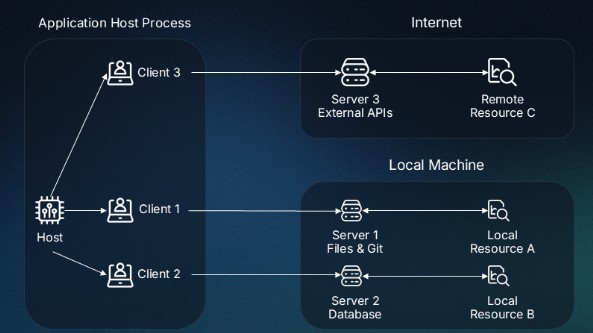 Application Host Process
Internet
Client 3
Server 3
External APIs
Remote
Resource C
Local Machine
Host
Client 1
Server 1
Files & Git
Local
Resource A
Client 2
Server 2
Database
Local
Resource B